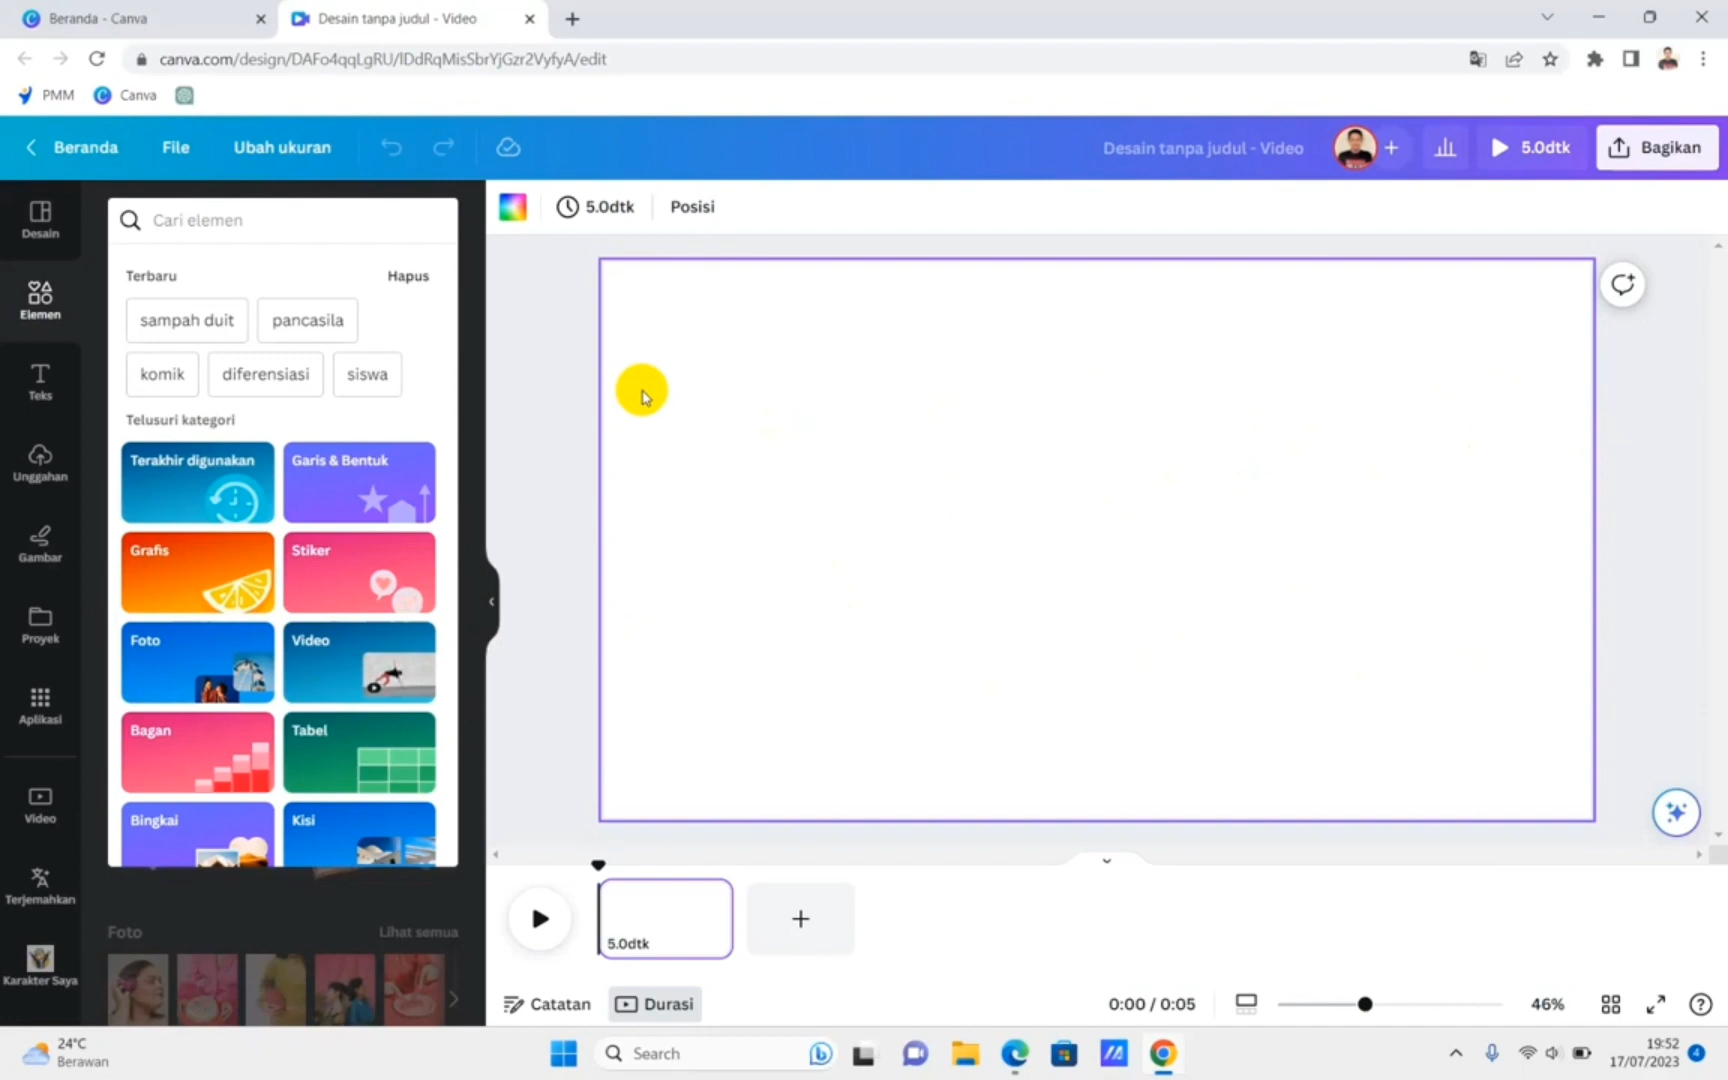 Beranda - Canva
Desain tanpa judul - Video
canva.com/design/DAFo4qqLgRU/lDdRqMisSbrYjGzr2VyfyA/edit
PMM
Canva
Beranda
File
Ubah ukuran
Desain tanpa judul - Video
5.0dtk
Bagikan
Desain
Elemen
Teks
Unggahan
Gambar
Proyek
Aplikasi
Video
Terjemahkan
Karakter Saya
Cari elemen
Terbaru
Hapus
sampah duit
pancasila
komik
diferensiasi
siswa
Telusuri kategori
Terakhir digunakan
Garis & Bentuk
Grafis
Stiker
Foto
Video
Bagan
Tabel
Bingkai
Kisi
Foto
Lihat semua
5.0dtk
Posisi
5.0dtk
Catatan
Durasi
0:00 / 0:05
46%
24°C
Berawan
Search
19:52
17/07/2023
4